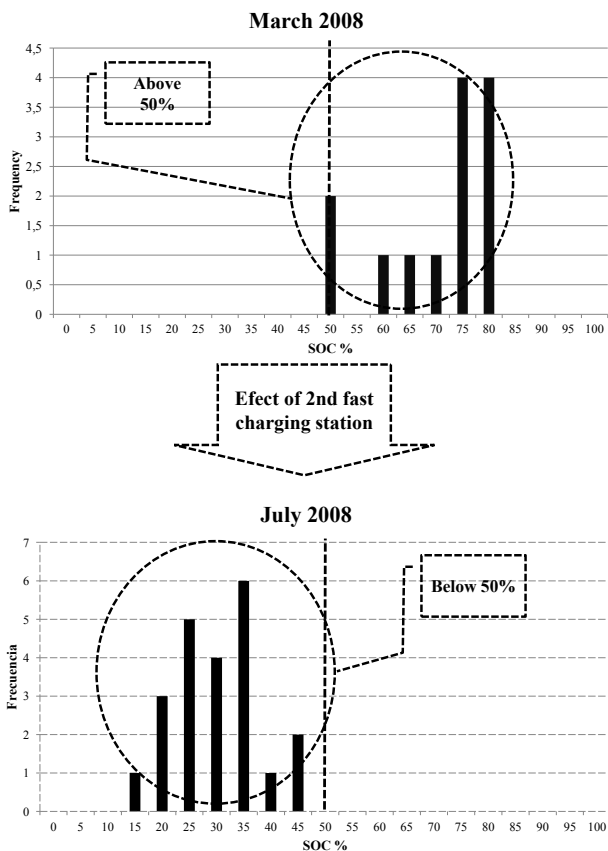 March 2008
4,5
4
3,5
3
2,5
2
1,5
1
0,5
0
Frequency
Above
50%
0 5 10 15 20 25 30 35 40 45 50 55 60 65 70 75 80 85 90 95 100
SOC %
Efect of 2nd fast
charging station
July 2008
7
6
5
4
3
2
1
0
Frecuencia
Below 50%
0 5 10 15 20 25 30 35 40 45 50 55 60 65 70 75 80 85 90 95 100
SOC %